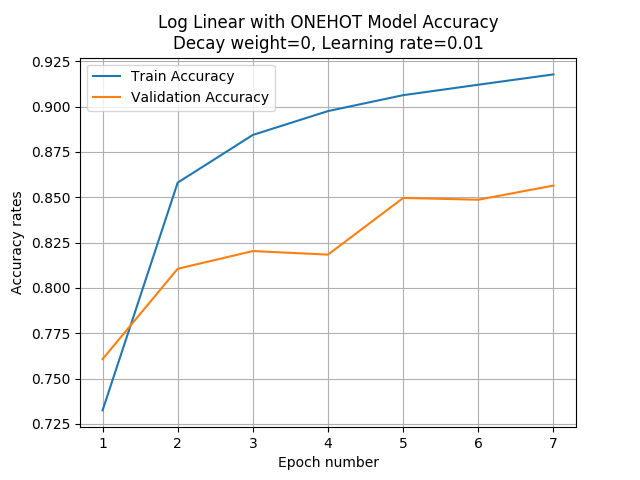 Log Linear with ONEHOT Model Accuracy
Decay weight=0, Learning rate=0.01
Train Accuracy
Validation Accuracy
Accuracy rates
0.925
0.900
0.875
0.850
0.825
0.800
0.775
0.750
0.725
1 2 3 4 5 6 7
Epoch number